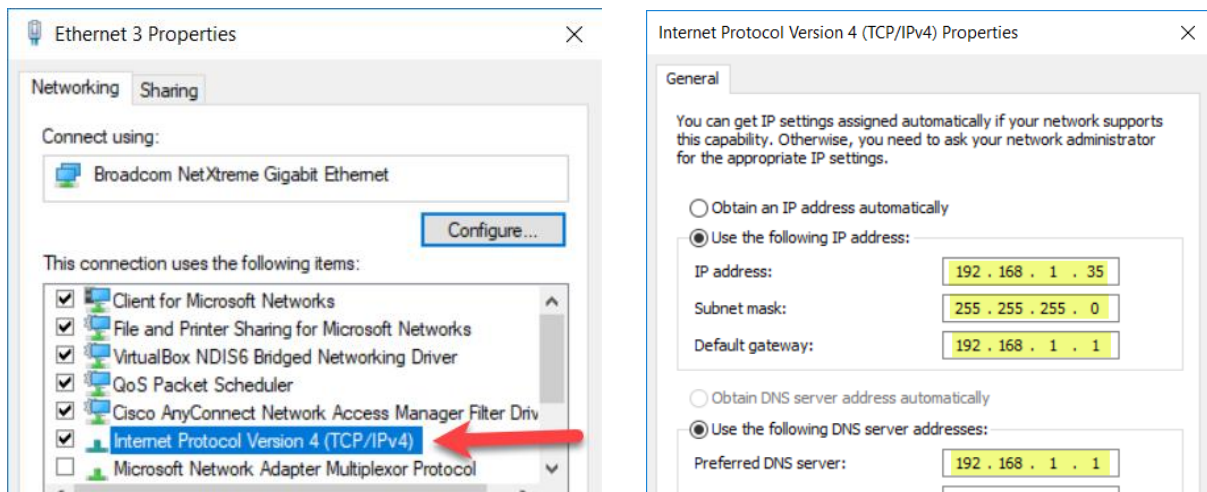 Ethernet 3 Properties
Networking
Sharing
Connect using:
Broadcom NetXtreme Gigabit Ethernet
Configure...
This connection uses the following items:
Client for Microsoft Networks
File and Printer Sharing for Microsoft Networks
VirtualBox NDIS6 Bridged Networking Driver
QoS Packet Scheduler
Cisco AnyConnect Network Access Manager Filter Driv
Internet Protocol Version 4 (TCP/IPv4)
Microsoft Network Adapter Multiplexor Protocol
Internet Protocol Version 4 (TCP/IPv4) Properties
General
You can get IP settings assigned automatically if your network supports
this capability. Otherwise, you need to ask your network administrator
for the appropriate IP settings.
Obtain an IP address automatically
Use the following IP address:
IP address: 192 . 168 . 1 . 35
Subnet mask: 255 . 255 . 255 . 0
Default gateway: 192 . 168 . 1 . 1
Obtain DNS server address automatically
Use the following DNS server addresses:
Preferred DNS server: 192 . 168 . 1 . 1